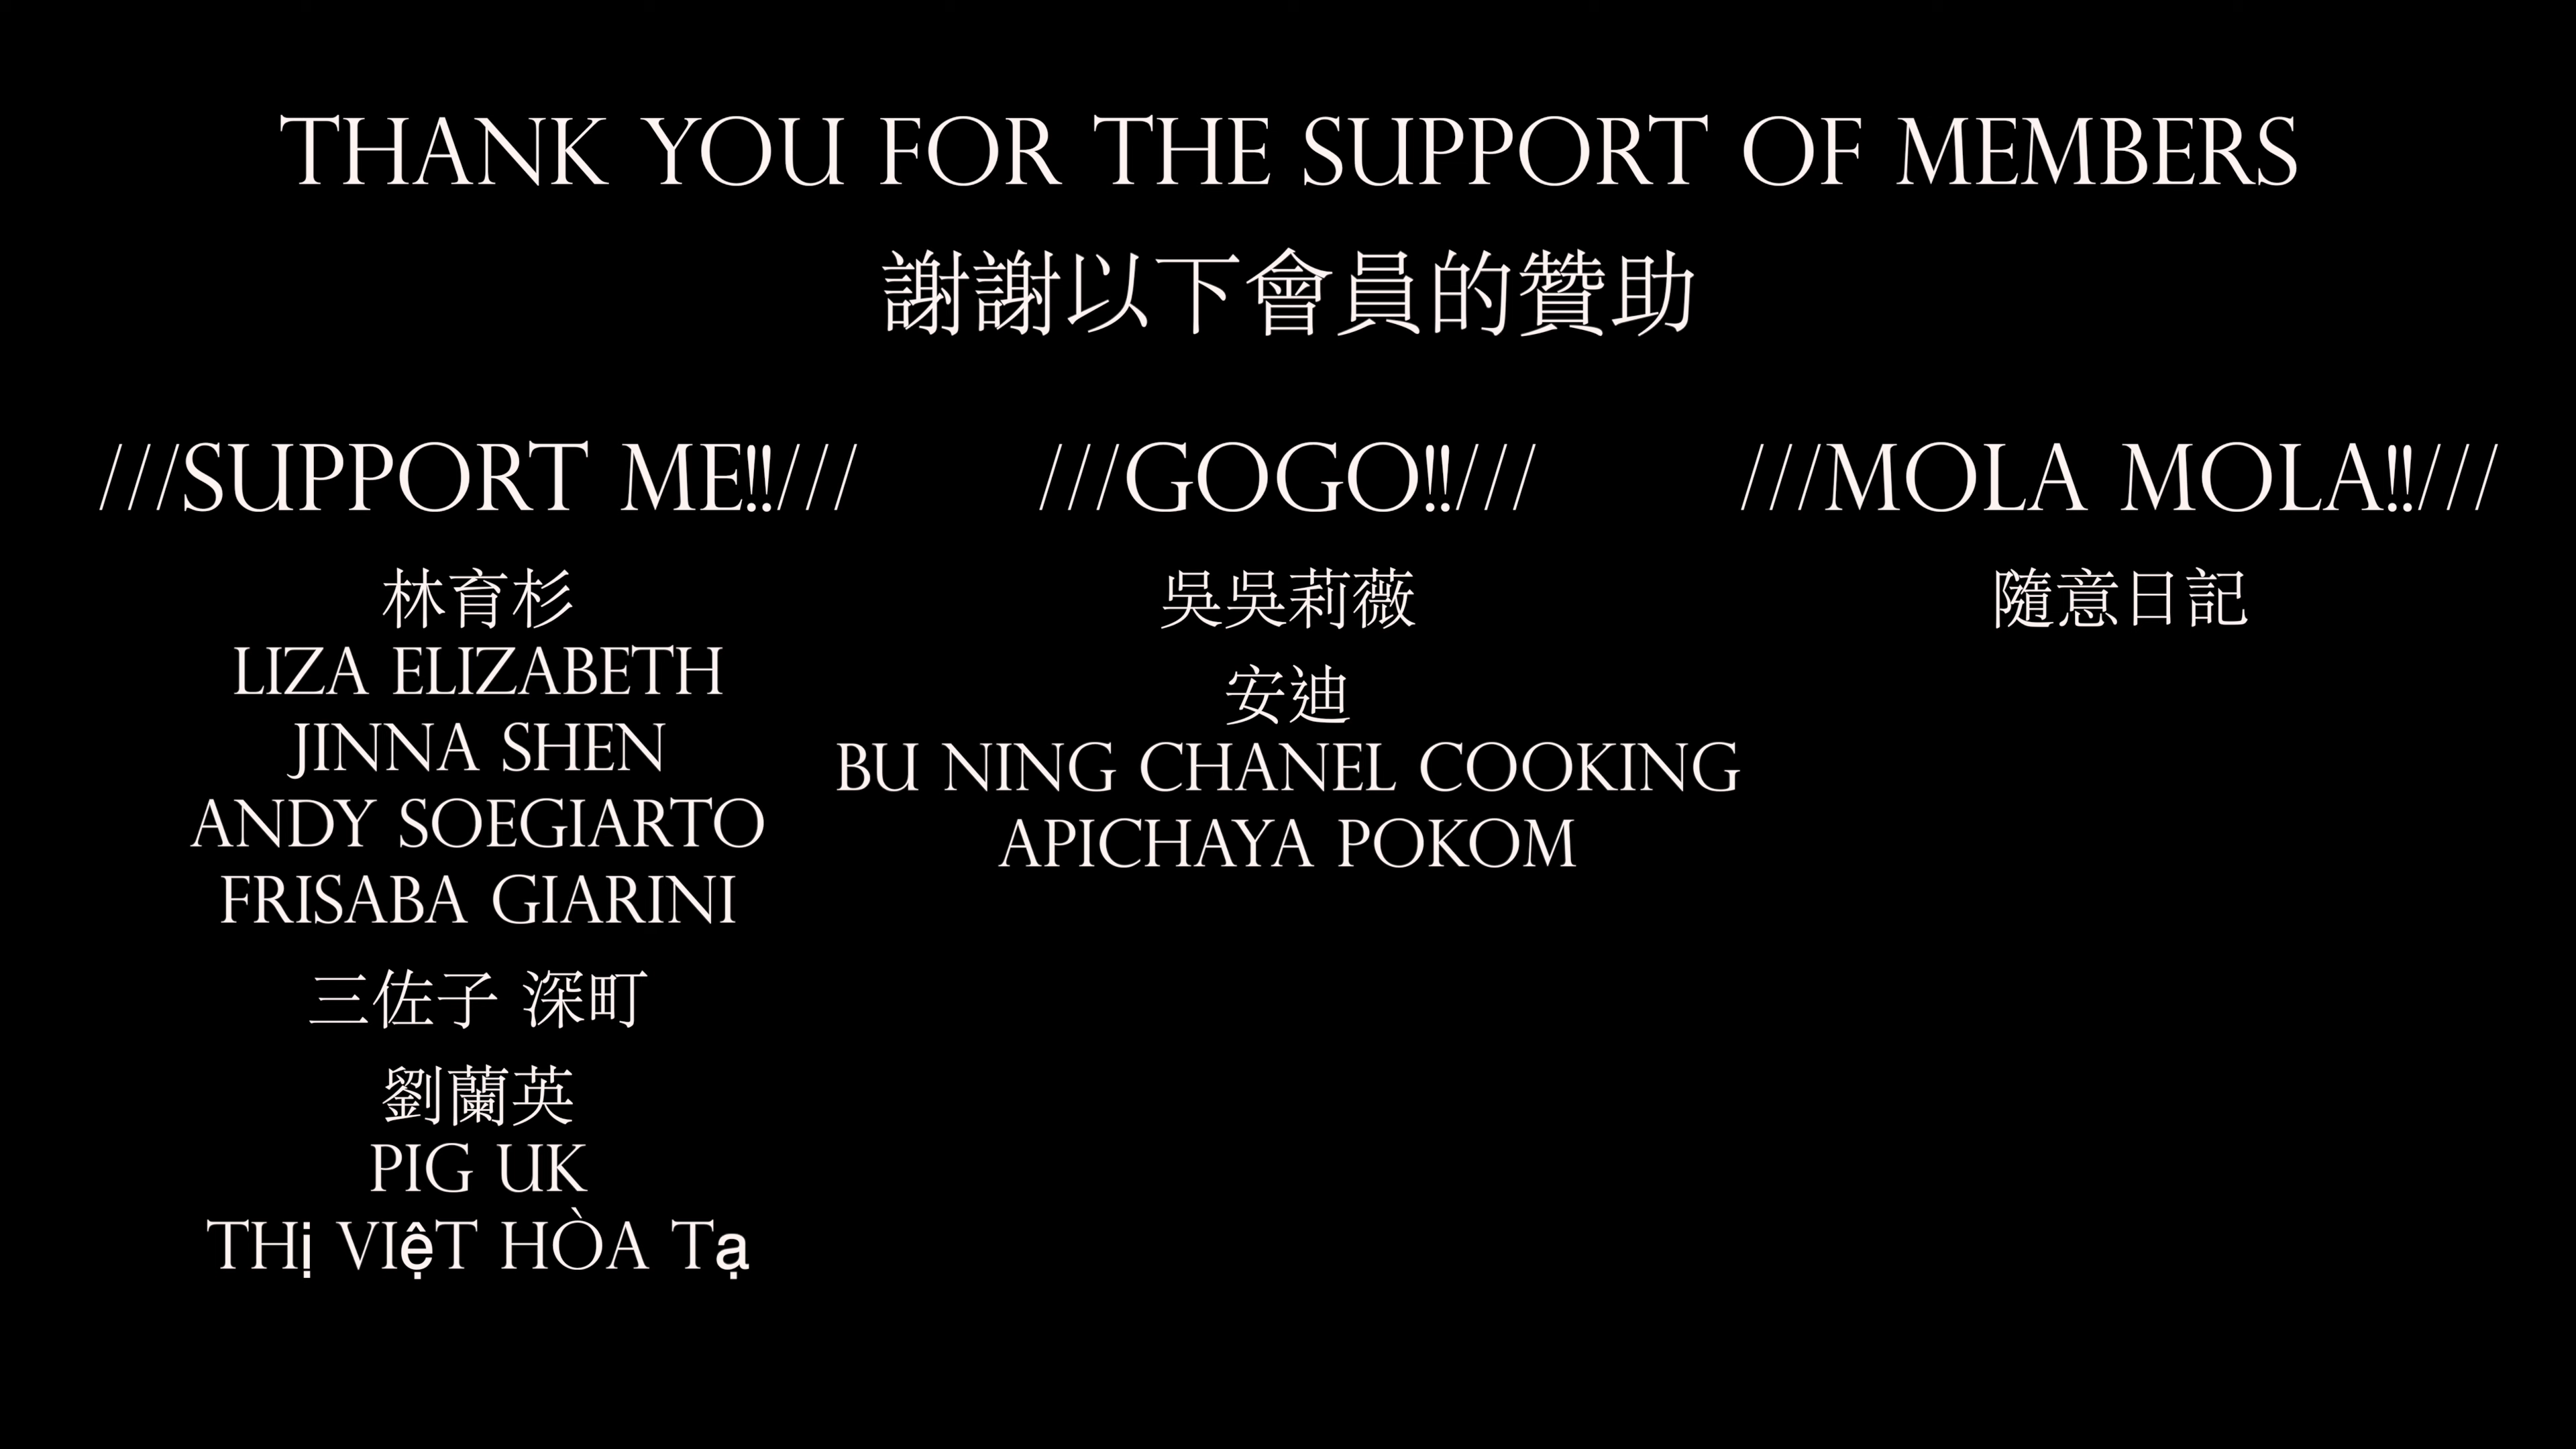 THANK YOU FOR THE SUPPORT OF MEMBERS
謝謝以下會員的贊助
///SUPPORT ME!!///
林育杉
LIZA ELIZABETH
JINNA SHEN
ANDY SOEGIARTO
FRISABA GIARINI
三佐子 深町
劉蘭英
PIG UK
THị VIệT HÒA Tạ
///GOGO!!///
吳吳莉薇
安迪
BU NING CHANEL COOKING
APICHAYA POKOM
///MOLA MOLA!!///
隨意日記